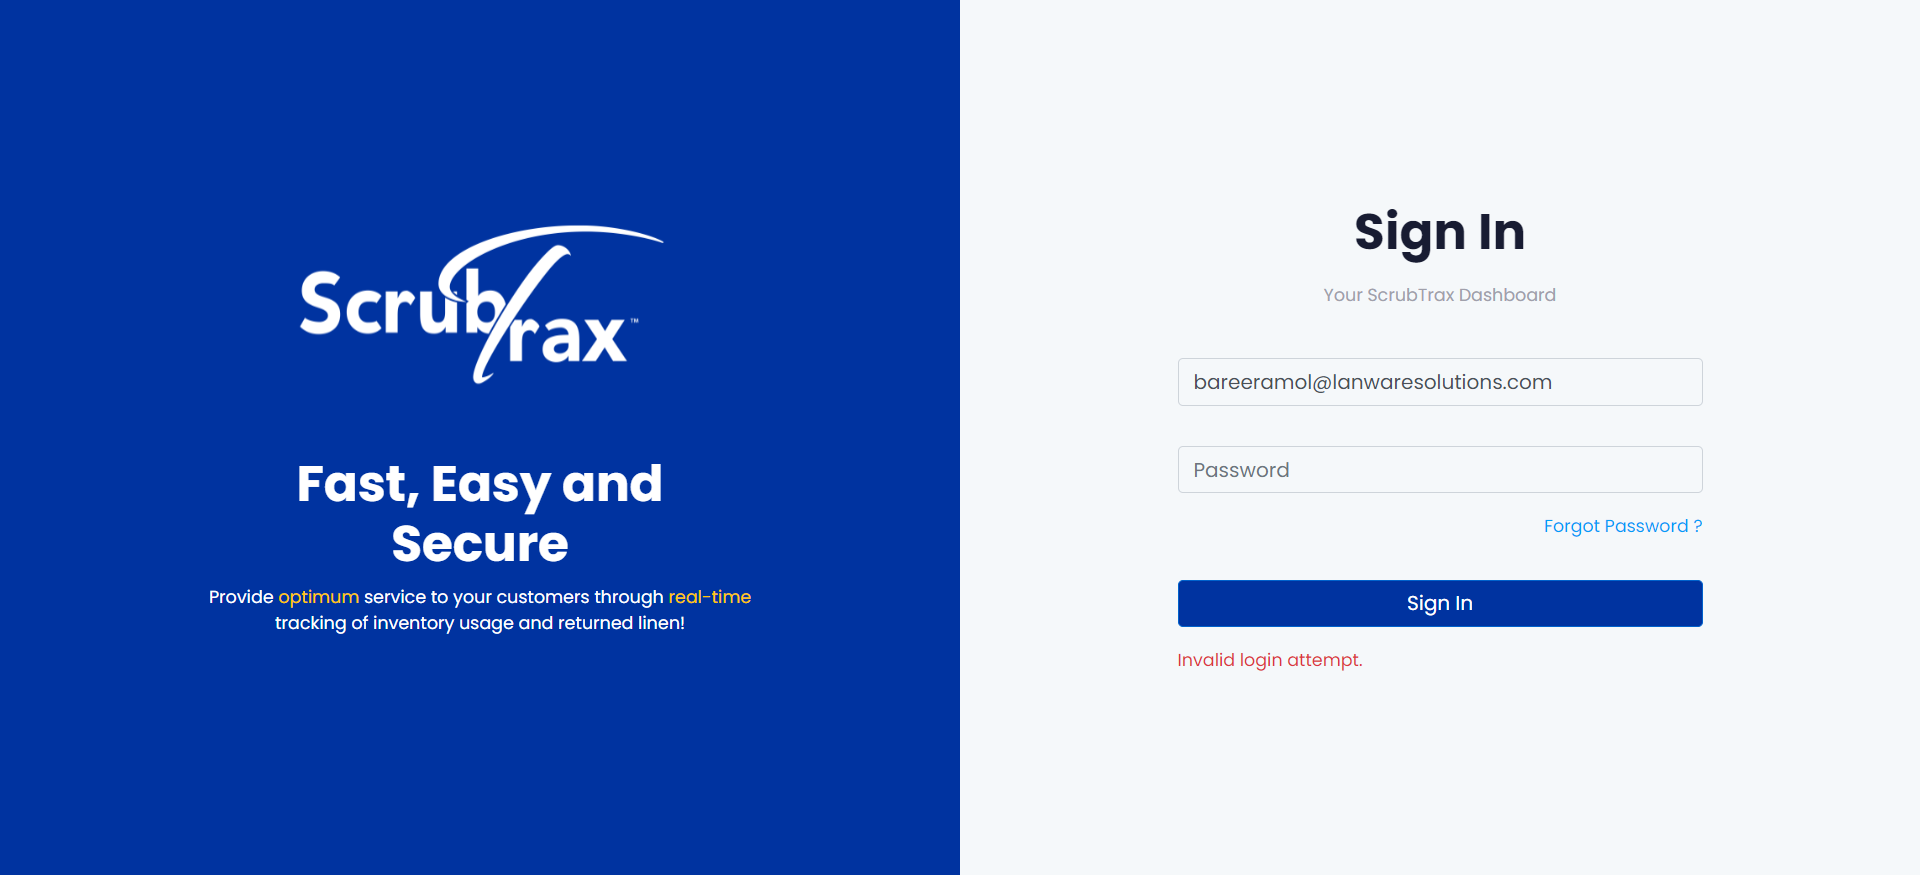 ScrubTrax™
Fast, Easy and
Secure
Provide optimum service to your customers through real-time
tracking of inventory usage and returned linen!
Sign In
Your ScrubTrax Dashboard
bareeramol@lanwaresolutions.com
Password
Forgot Password ?
Sign In
Invalid login attempt.